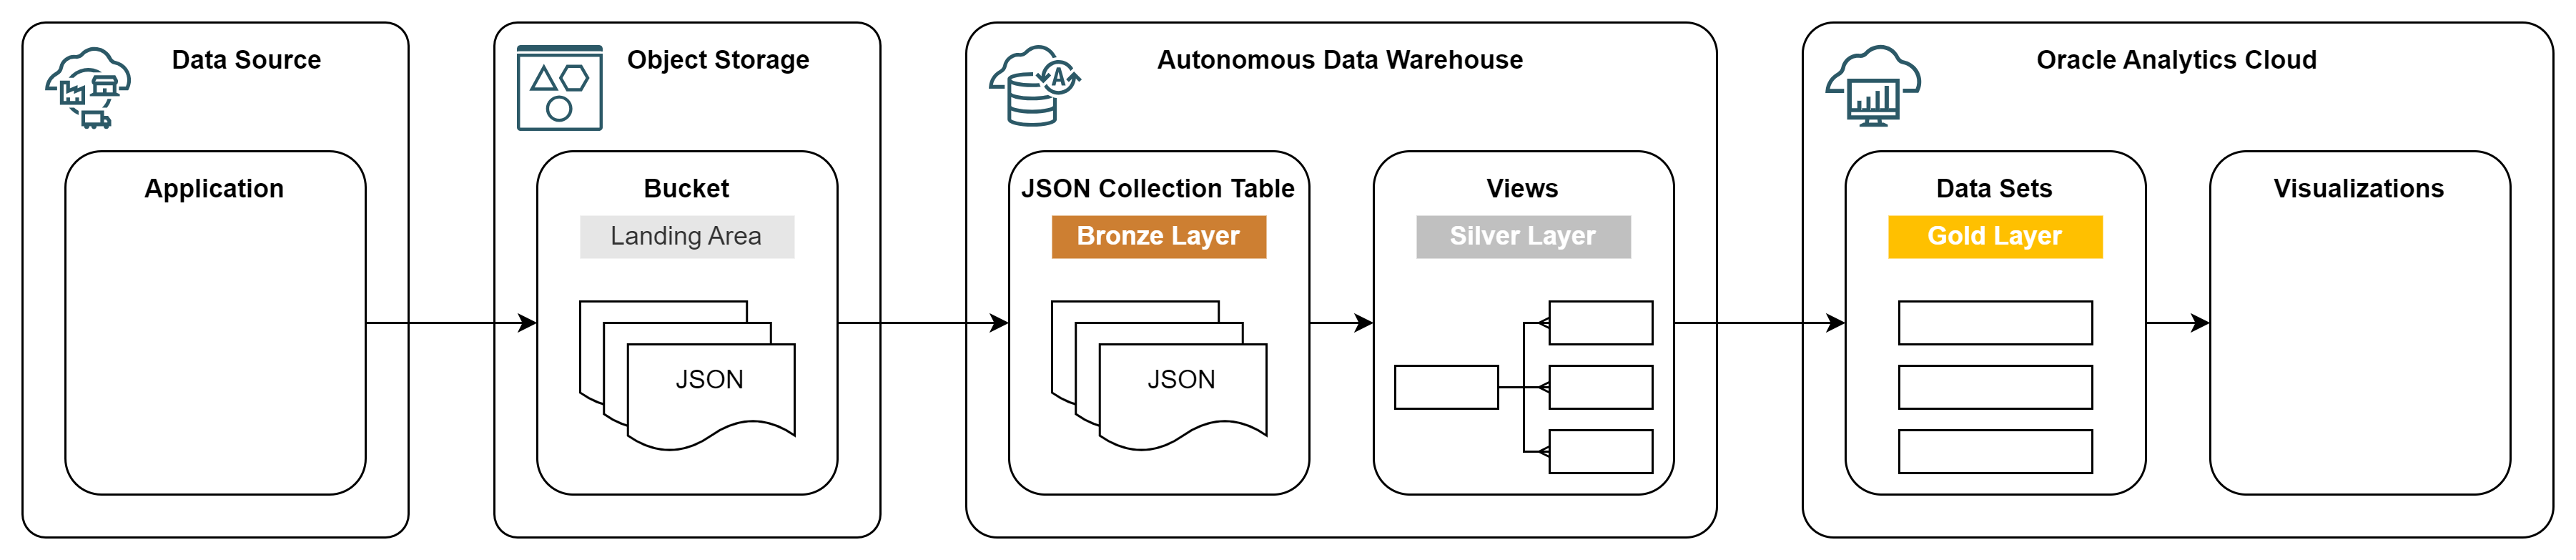 Data Source
Application
Object Storage
Bucket
Landing Area
JSON
Autonomous Data Warehouse
A
JSON Collection Table
Bronze Layer
JSON
Views
Silver Layer
Oracle Analytics Cloud
Data Sets
Gold Layer
Visualizations